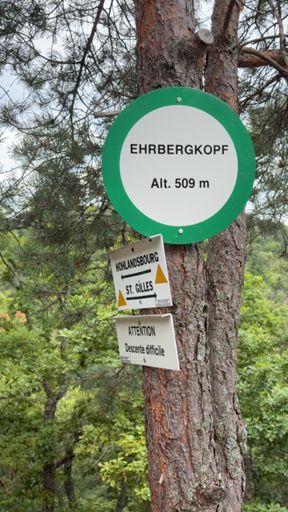 EHRBERGKOPF
Alt. 509 m
HOHLANDSBOURG
ST. GILLES
ATTENTION
Descente difficile